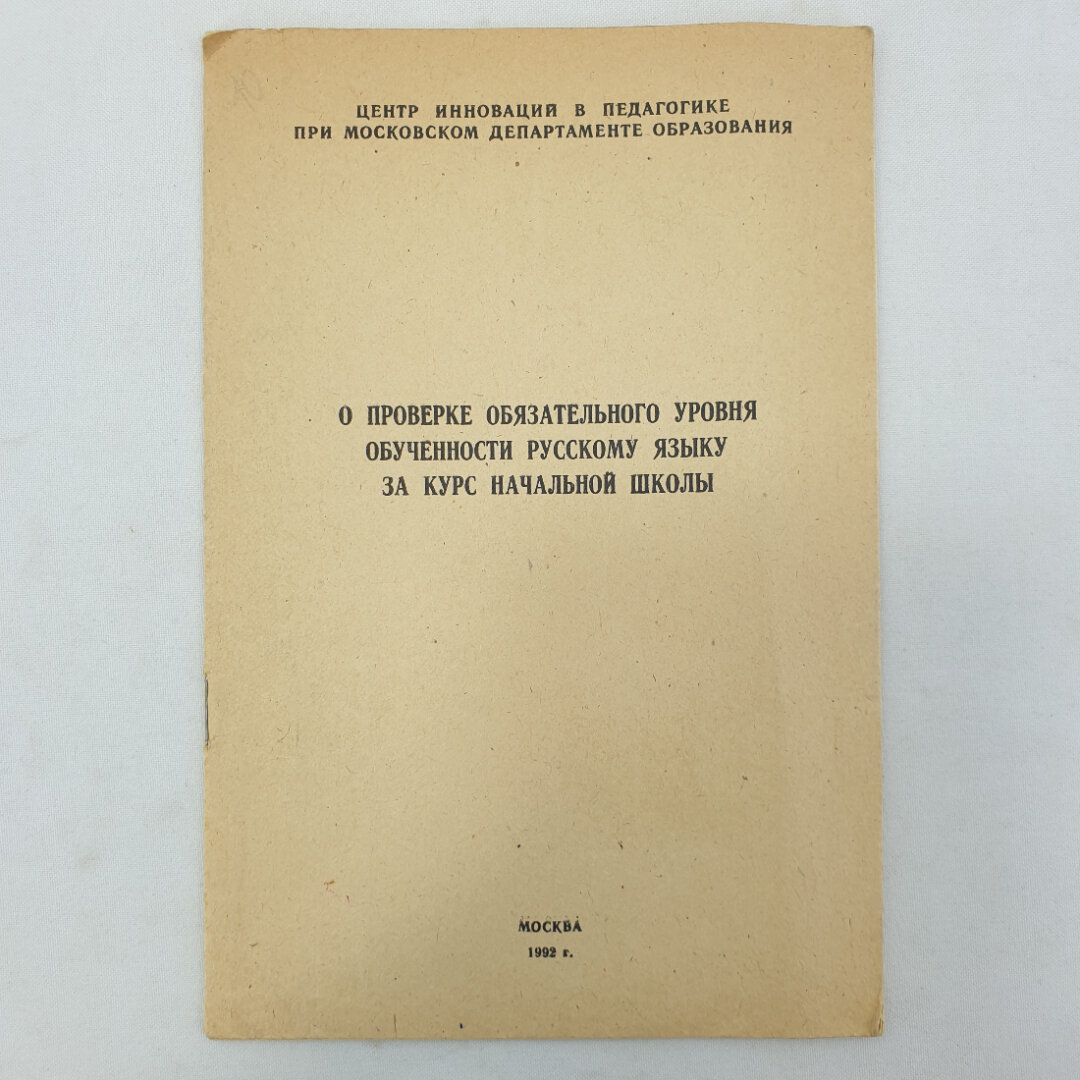 ЦЕНТР ИННОВАЦИЙ В ПЕДАГОГИКЕ
ПРИ МОСКОВСКОМ ДЕПАРТАМЕНТЕ ОБРАЗОВАНИЯ
О ПРОВЕРКЕ ОБЯЗАТЕЛЬНОГО УРОВНЯ
ОБУЧЕННОСТИ РУССКОМУ ЯЗЫКУ
ЗА КУРС НАЧАЛЬНОЙ ШКОЛЫ
МОСКВА
1992 г.